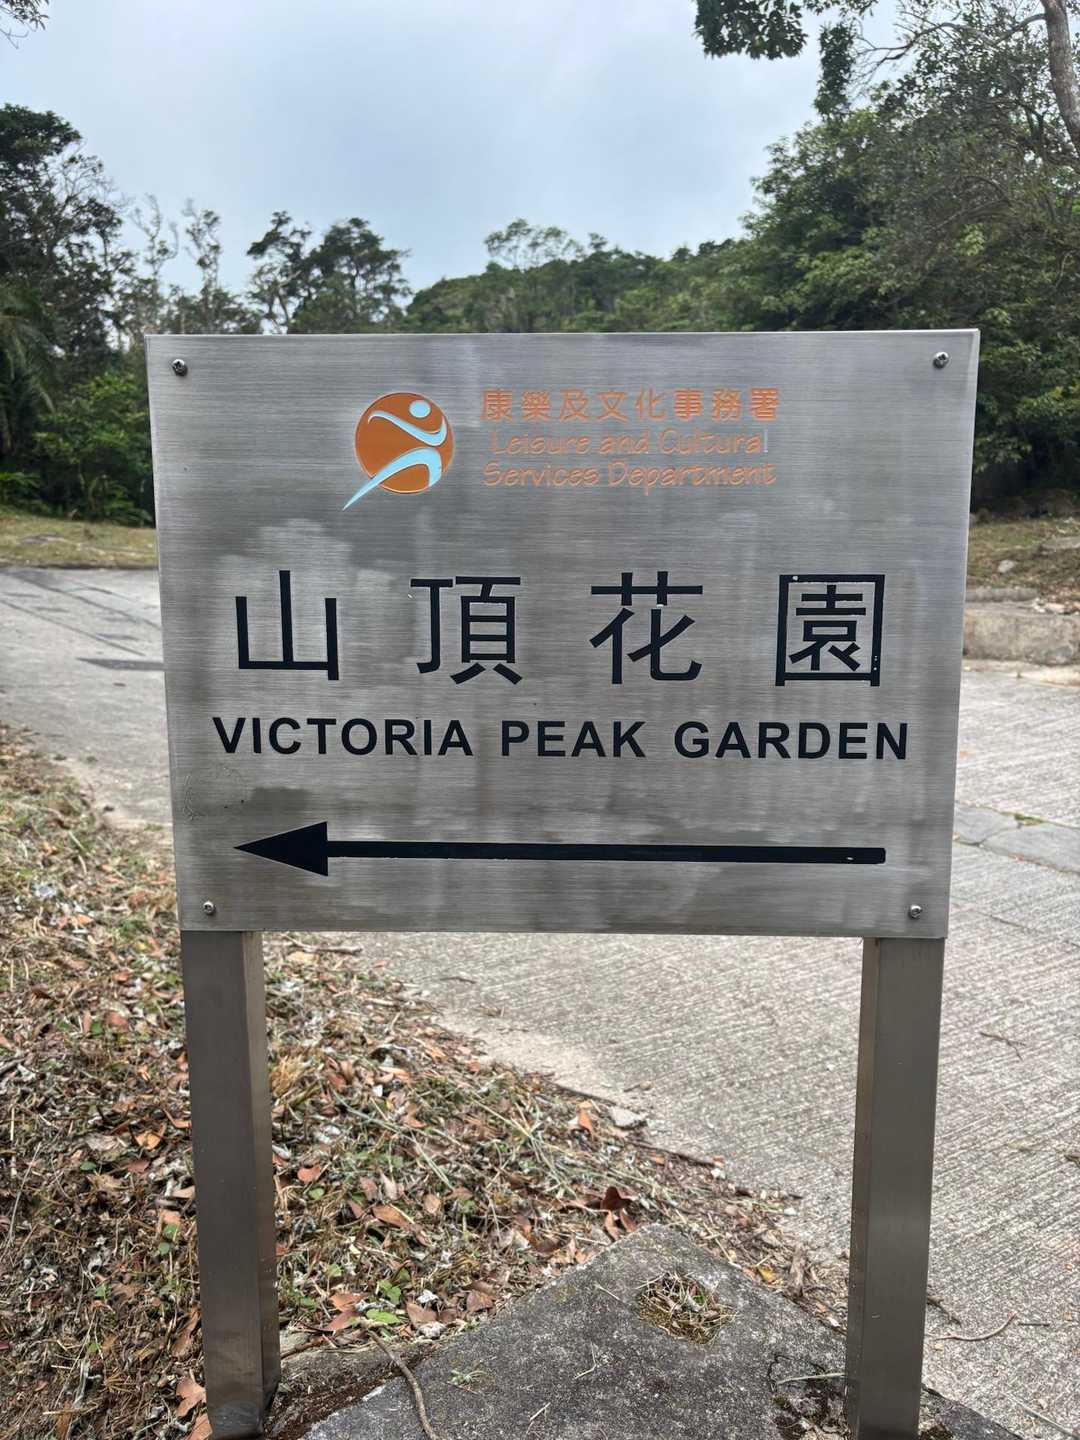 康樂及文化事務署
Leisure and Cultural
Services Department
山頂花園
VICTORIA PEAK GARDEN